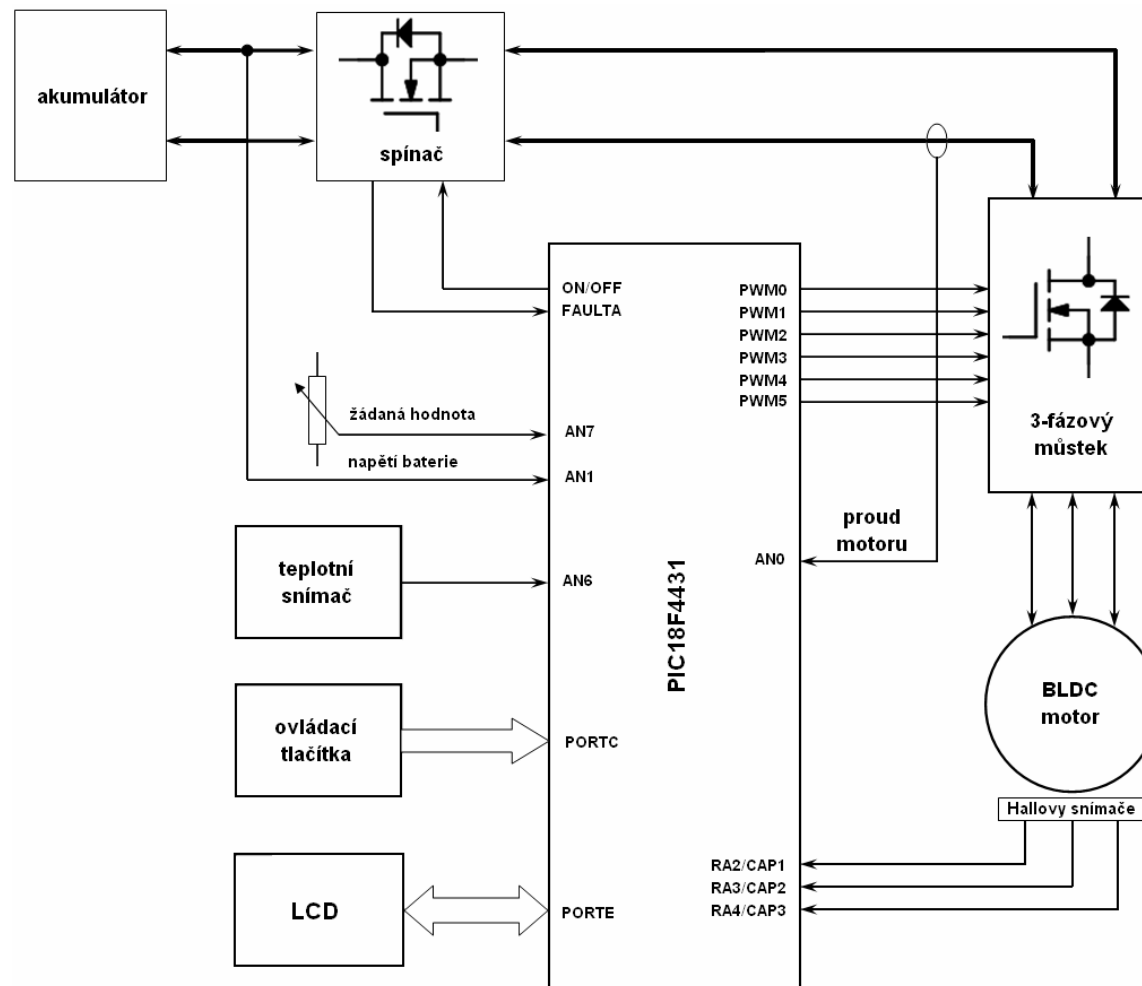 akumulátor
spínač
ON/OFF
FAULTA
PWM0
PWM1
PWM2
PWM3
PWM4
PWM5
3-fázový
můstek
žádaná hodnota
AN7
napětí baterie
AN1
proud
motoru
AN0
teplotní
snímač
AN6
PIC18F4431
BLDC
motor
ovládací
tlačítka
PORTC
Hallovy snímače
RA2/CAP1
RA3/CAP2
RA4/CAP3
LCD
PORTE